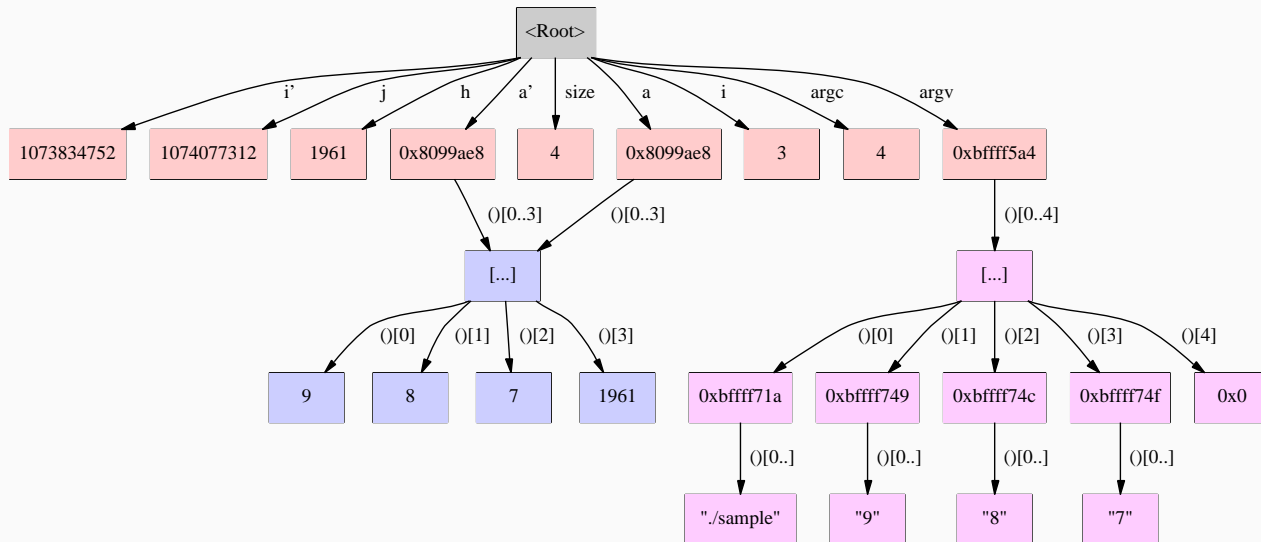 <Root>
i’ j h a’ size a i argc argv
1073834752 1074077312 1961 0x8099ae8 4 0x8099ae8 3 4 0xbffff5a4
()[0..3] ()[0..3] ()[0..4]
[...] [...]
()[0] ()[1] ()[2] ()[3] ()[0] ()[1] ()[2] ()[3] ()[4]
9 8 7 1961 0xbffff71a 0xbffff749 0xbffff74c 0xbffff74f 0x0
()[0..] ()[0..] ()[0..] ()[0..]
"./sample" "9" "8" "7"